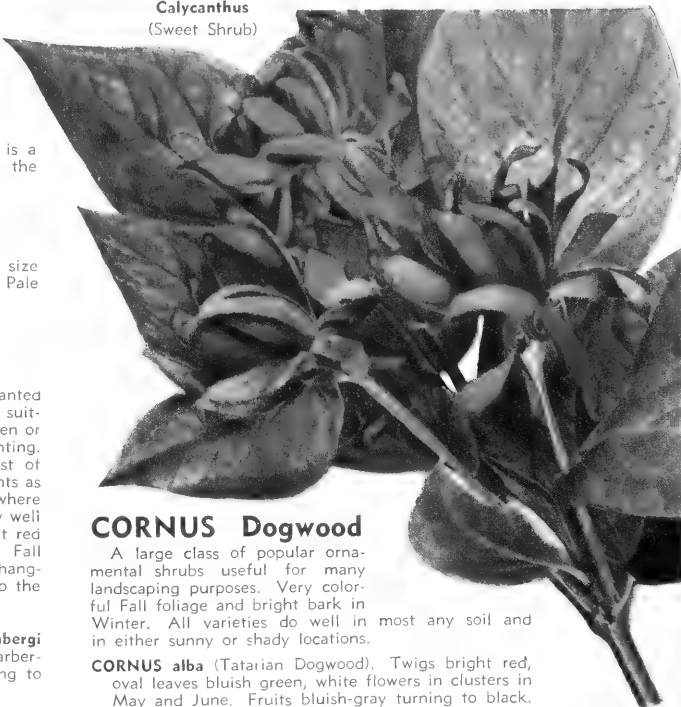 Calycanthus
(Sweet Shrub)
is a
the
size
Pale
anted
suit-
en or
nting.
st of
nts as
where
well
t red
Fall
hang-
o the
bergi
arber-
ng to
CORNUS Dogwood
A large class of popular orna-
mental shrubs useful for many
landscaping purposes. Very color-
ful Fall foliage and bright bark in
Winter. All varieties do well in most any soil and
in either sunny or shady locations.
CORNUS alba (Tatarian Dogwood). Twigs bright red,
oval leaves bluish green, white flowers in clusters in
May and June. Fruits bluish-gray turning to black.